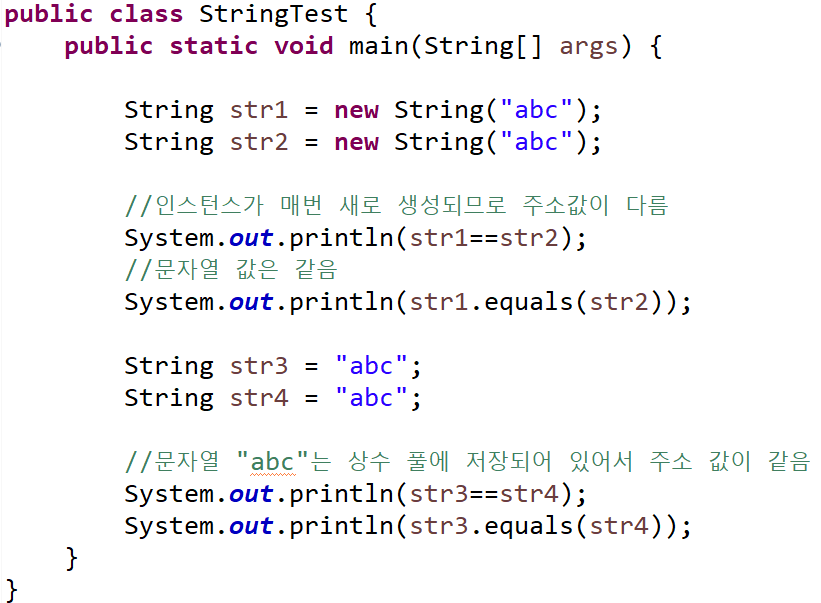 public class StringTest {
public static void main(String[] args) {
String str1 = new String("abc");
String str2 = new String("abc");
//인스턴스가 매번 새로 생성되므로 주소값이 다름
System.out.println(str1==str2);
//문자열 값은 같음
System.out.println(str1.equals(str2));
String str3 = "abc";
String str4 = "abc";
//문자열 "abc"는 상수 풀에 저장되어 있어서 주소 값이 같음
System.out.println(str3==str4);
System.out.println(str3.equals(str4));
}
}